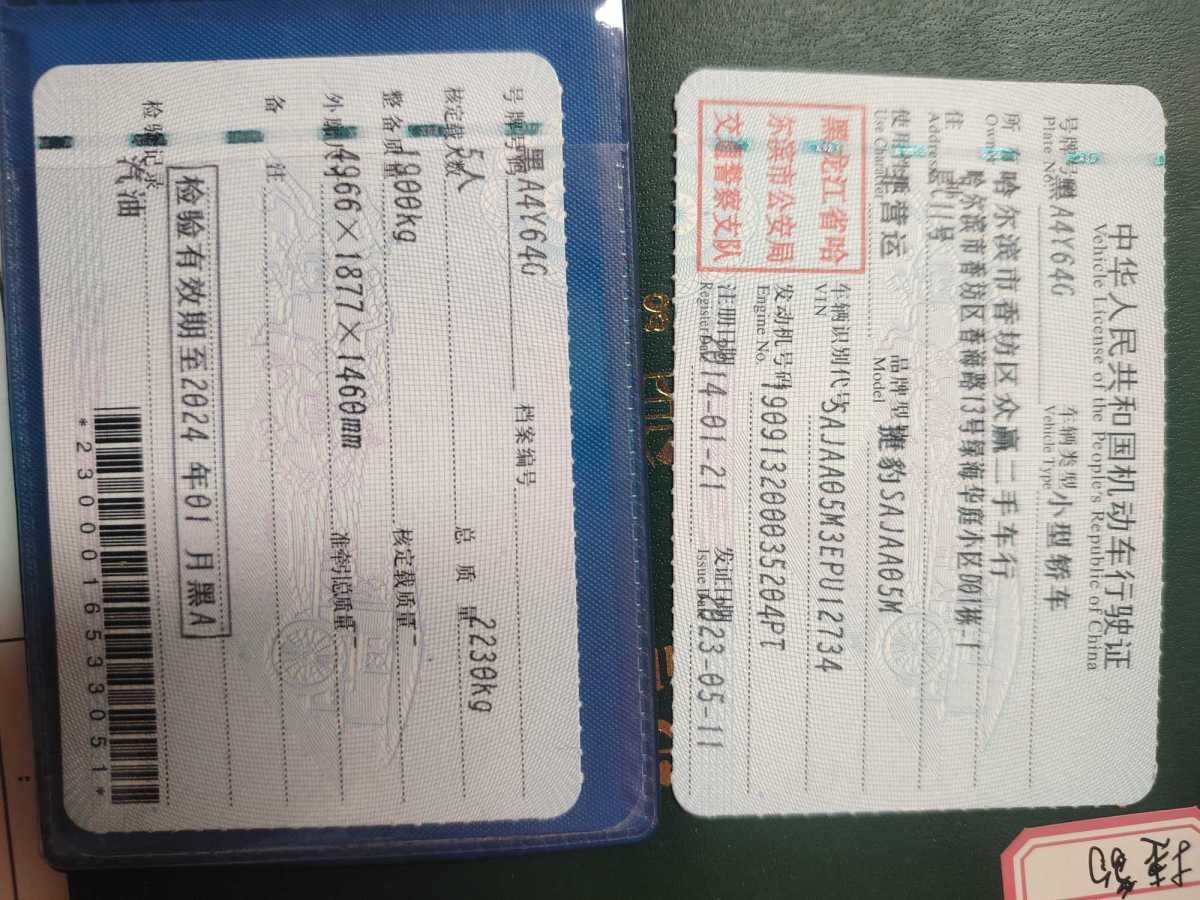 中华人民共和国机动车行驶证
Vehicle License of the People's Republic of China
号牌号码 黑A4Y64G 车辆类型 小型轿车
Plate No. Vehicle Type
所有人 哈尔滨市香坊区众赢二手车行
Owner
住址 哈尔滨市香坊区香海路13号绿海华庭小区D01栋-1
Address 层11号
使用性质 非营运 品牌型号 捷豹SAJAA05M
Use Character Model
黑龙江省哈
尔滨市公安局
交通警察支队
车辆识别代号 SAJAA05M3EPU12734
VIN
发动机号码 190913200035204PT
Engine No.
注册日期 2014-01-21 发证日期 2023-05-11
Register Date Issue Date
号牌号码 黑A4Y64G 档案编号
核定载人数 5人 总质量 2230kg
整备质量 1900kg 核定载质量 --
外廓尺寸 4966×1877×1460mm 准牵引总质量 --
备注
检验有效期至2024年01月黑A
检验记录
汽油
*2300016533051*
捷豹